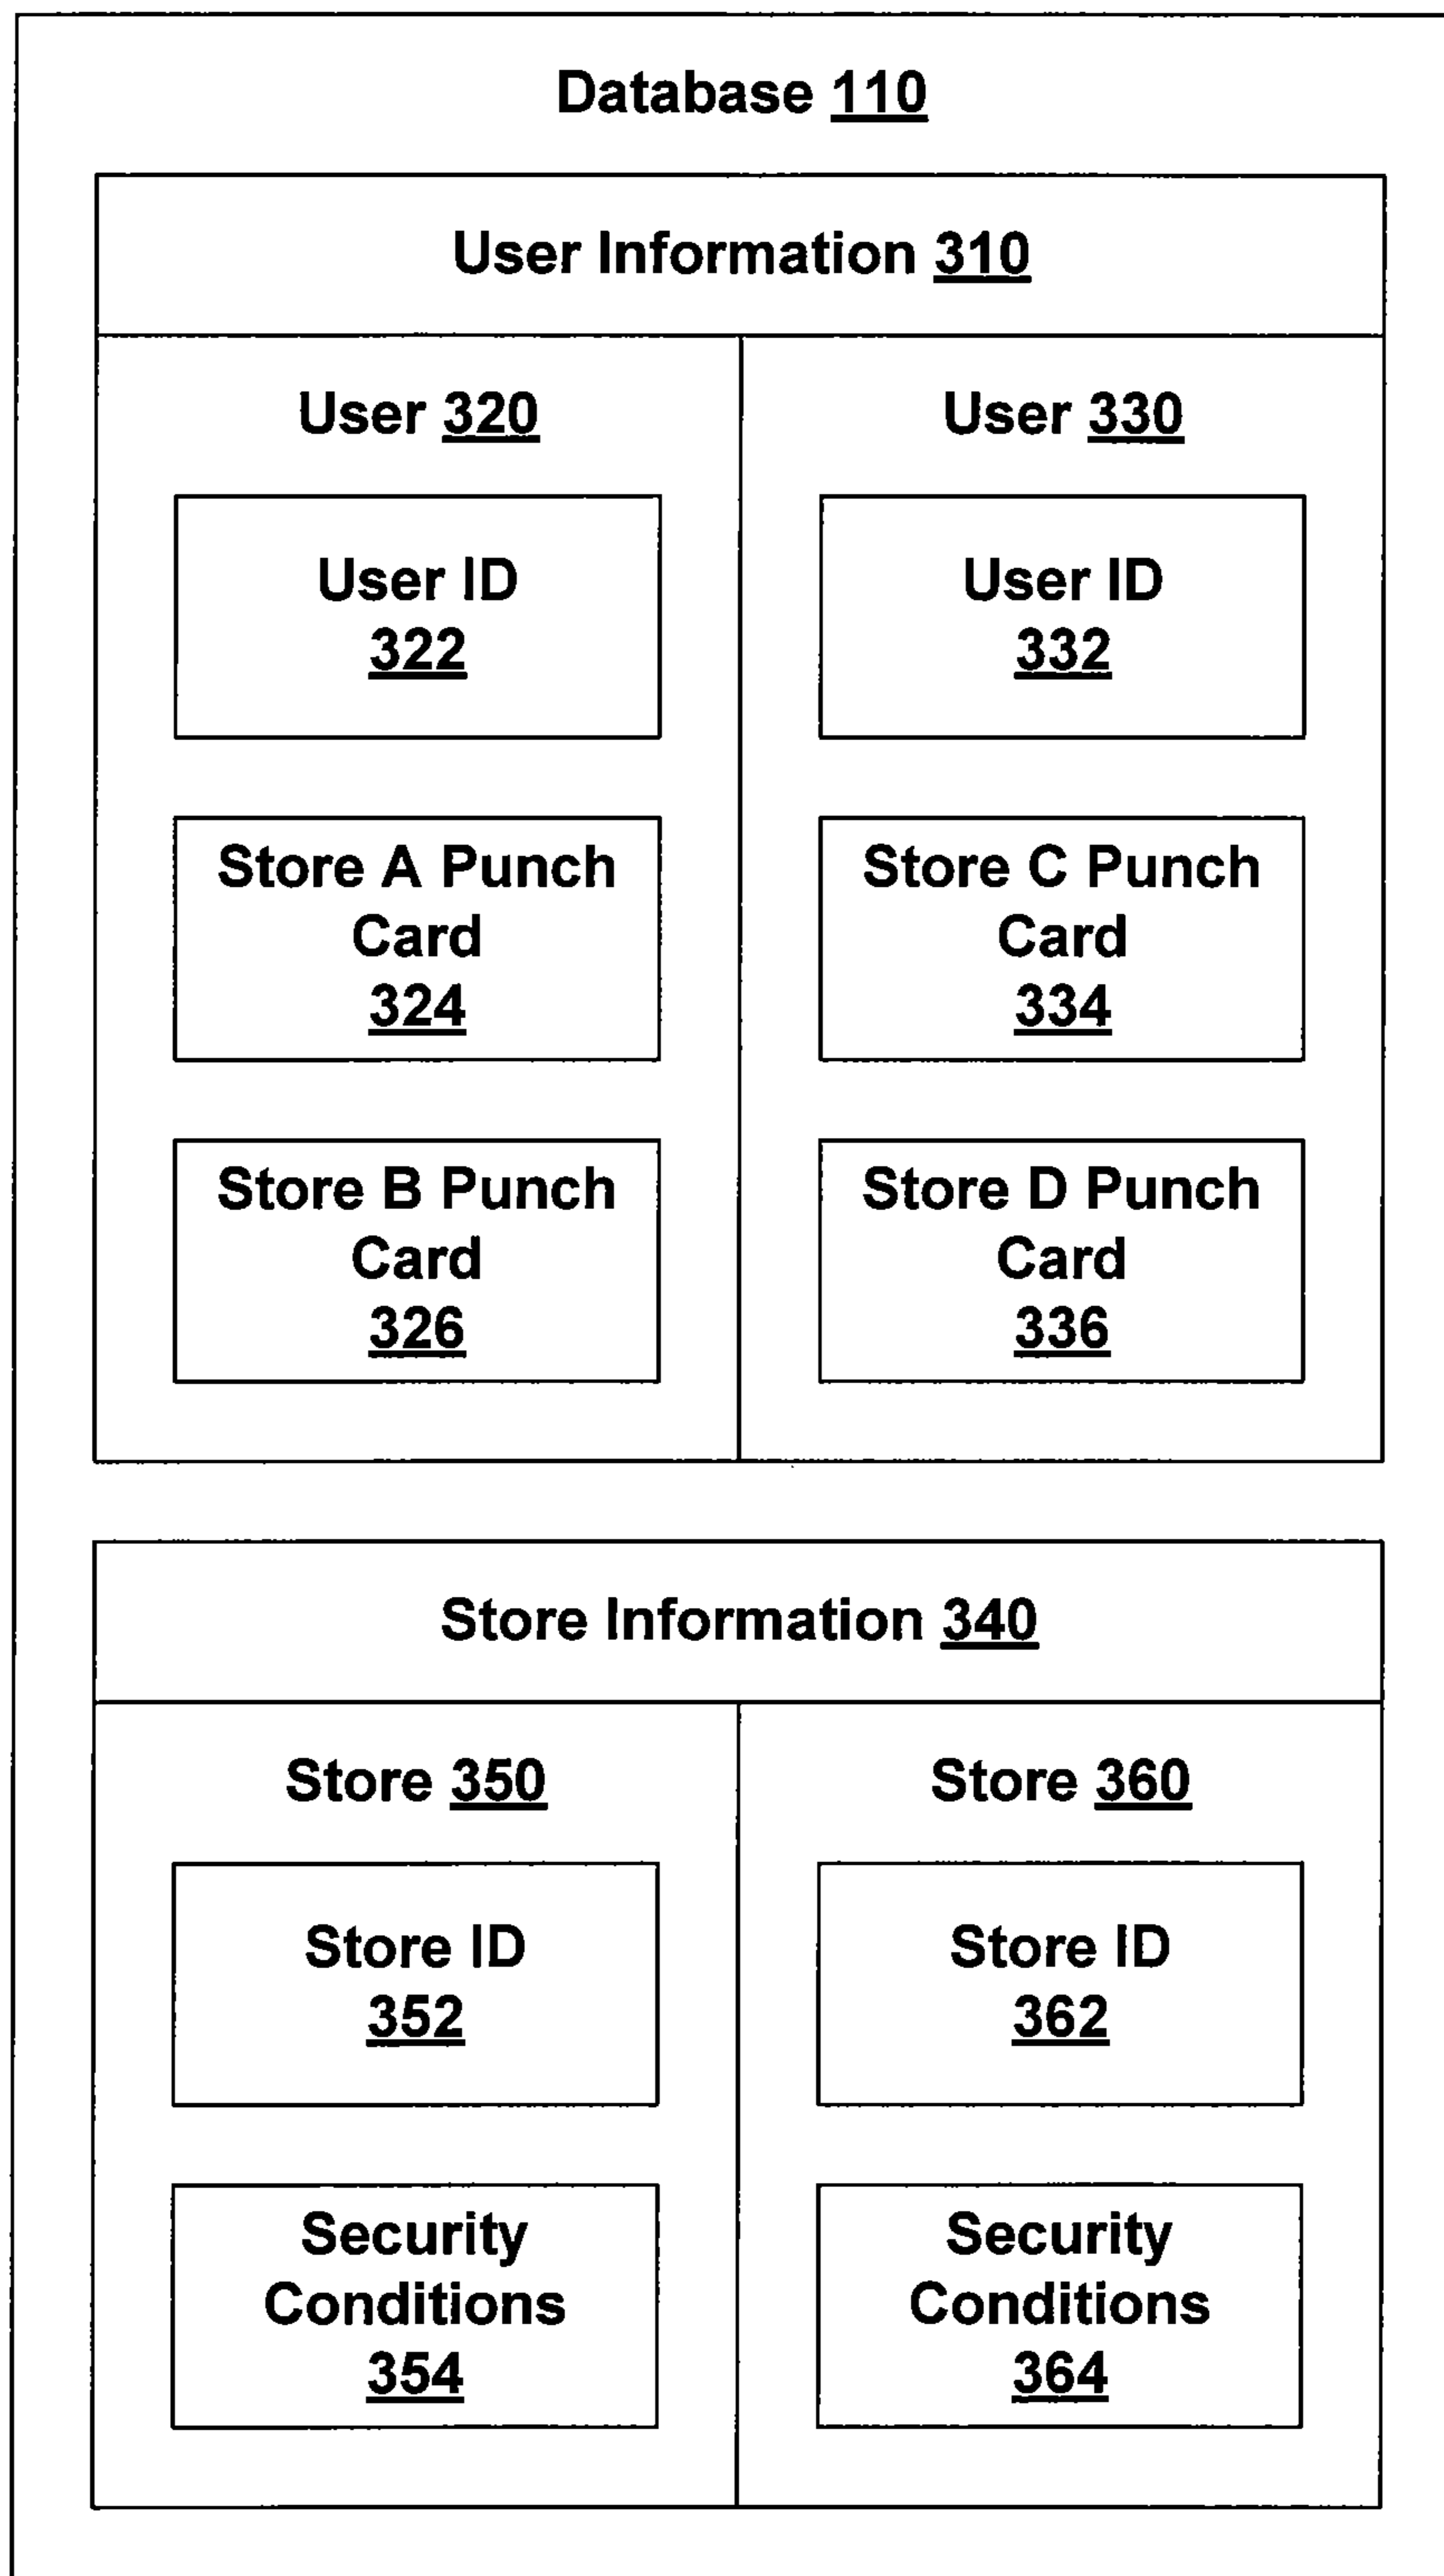 Database 110
User Information 310
User 320
User ID
322
Store A Punch
Card
324
Store B Punch
Card
326
User 330
User ID
332
Store C Punch
Card
334
Store D Punch
Card
336
Store Information 340
Store 350
Store ID
352
Security
Conditions
354
Store 360
Store ID
362
Security
Conditions
364